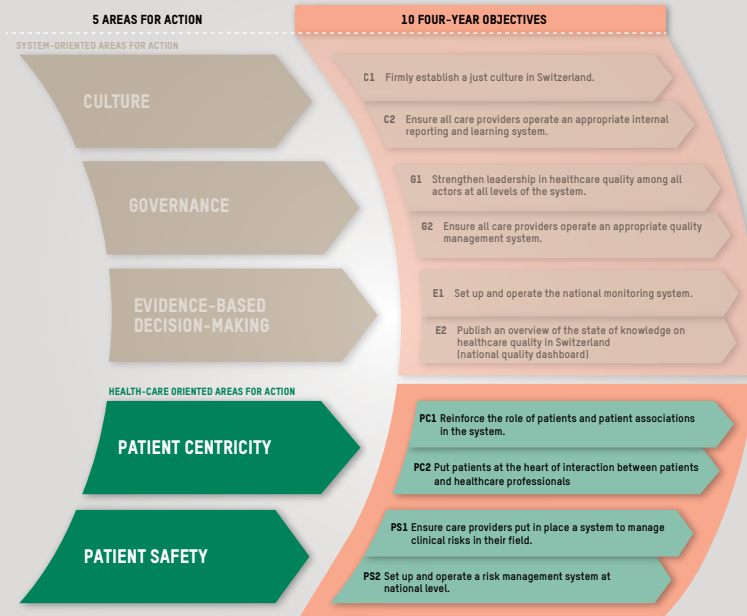 5 AREAS FOR ACTION
10 FOUR-YEAR OBJECTIVES
SYSTEM-ORIENTED AREAS FOR ACTION
CULTURE
C1 Firmly establish a just culture in Switzerland.
C2 Ensure all care providers operate an appropriate internal
reporting and learning system.
GOVERNANCE
G1 Strengthen leadership in healthcare quality among all
actors at all levels of the system.
G2 Ensure all care providers operate an appropriate quality
management system.
EVIDENCE-BASED
DECISION-MAKING
E1 Set up and operate the national monitoring system.
E2 Publish an overview of the state of knowledge on
healthcare quality in Switzerland
(national quality dashboard)
HEALTH-CARE ORIENTED AREAS FOR ACTION
PATIENT CENTRICITY
PC1 Reinforce the role of patients and patient associations
in the system.
PC2 Put patients at the heart of interaction between patients
and healthcare professionals
PATIENT SAFETY
PS1 Ensure care providers put in place a system to manage
clinical risks in their field.
PS2 Set up and operate a risk management system at
national level.